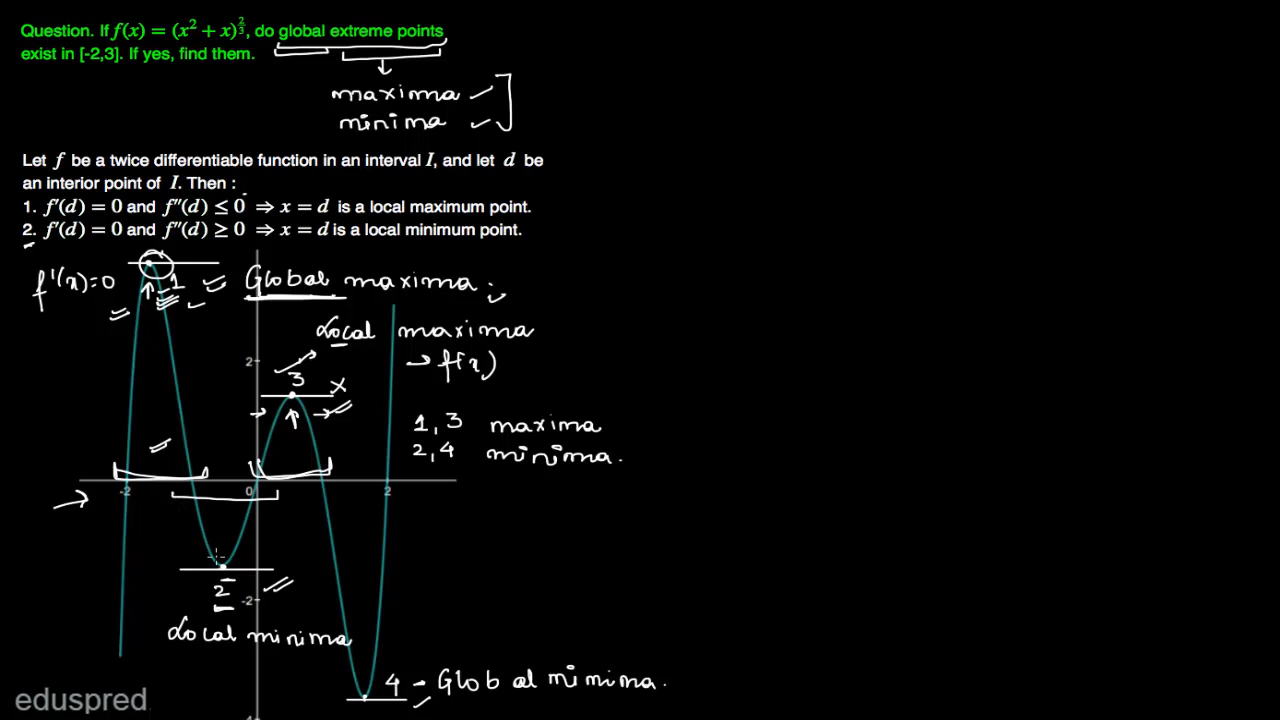 Question. If f(x) = (x² + x)^{2/3}, do global extreme points
exist in [-2,3]. If yes, find them.
maxima
minima
Let f be a twice differentiable function in an interval I, and let d be
an interior point of I. Then :
1. f′(d) = 0 and f″(d) ≤ 0 ⇒ x = d is a local maximum point.
2. f′(d) = 0 and f″(d) ≥ 0 ⇒ x = d is a local minimum point.
f'(x)=0
1
Global maxima
Local maxima
→ f(x)
2
3
x
1, 3 maxima
2, 4 minima.
-2
0
2
2
-2
Local minima
4 - Global minima.
eduspred